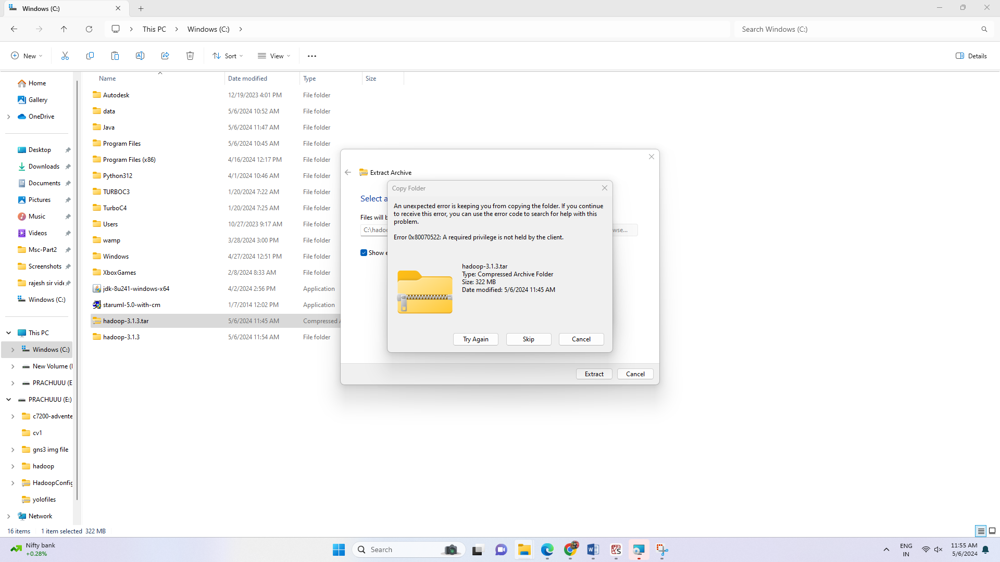 Windows (C:)
This PC
Windows (C:)
Search Windows (C:)
New
Sort
View
Details
Name
Date modified
Type
Size
Home
Gallery
OneDrive
Desktop
Downloads
Documents
Pictures
Music
Videos
Msc-Part2
Screenshots
rajesh sir vide
Windows (C:)
This PC
Windows (C:)
New Volume (
PRACHUUU (E
PRACHUUU (E:)
c7200-advente
cv1
gns3 img file
hadoop
HadoopConfig
yolofiles
Network
Autodesk 12/19/2023 4:01 PM File folder
data 5/6/2024 10:52 AM File folder
Java 5/6/2024 11:47 AM File folder
Program Files 5/6/2024 10:45 AM File folder
Program Files (x86) 4/16/2024 12:17 PM File folder
Python312 4/1/2024 10:46 AM File folder
TURBOC3 1/20/2024 7:22 AM File folder
TurboC4 1/20/2024 7:25 AM File folder
Users 10/27/2023 9:17 AM File folder
wamp 3/28/2024 3:00 PM File folder
Windows 4/27/2024 12:51 PM File folder
XboxGames 2/8/2024 8:33 AM File folder
jdk-8u241-windows-x64 4/2/2024 2:56 PM Application
staruml-5.0-with-cm 1/7/2014 12:02 PM Application
hadoop-3.1.3.tar 5/6/2024 11:45 AM Compressed
hadoop-3.1.3 5/6/2024 11:54 AM File folder
Extract Archive
Select a
Files will b
C:\hadoo
wse...
Show e
Copy Folder
An unexpected error is keeping you from copying the folder. If you continue
to receive this error, you can use the error code to search for help with this
problem.
Error 0x80070522: A required privilege is not held by the client.
hadoop-3.1.3.tar
Type: Compressed Archive Folder
Size: 322 MB
Date modified: 5/6/2024 11:45 AM
Try Again
Skip
Cancel
Extract
Cancel
16 items
1 item selected 322 MB
Nifty bank
+0.28%
Search
ENG
IN
11:55 AM
5/6/2024